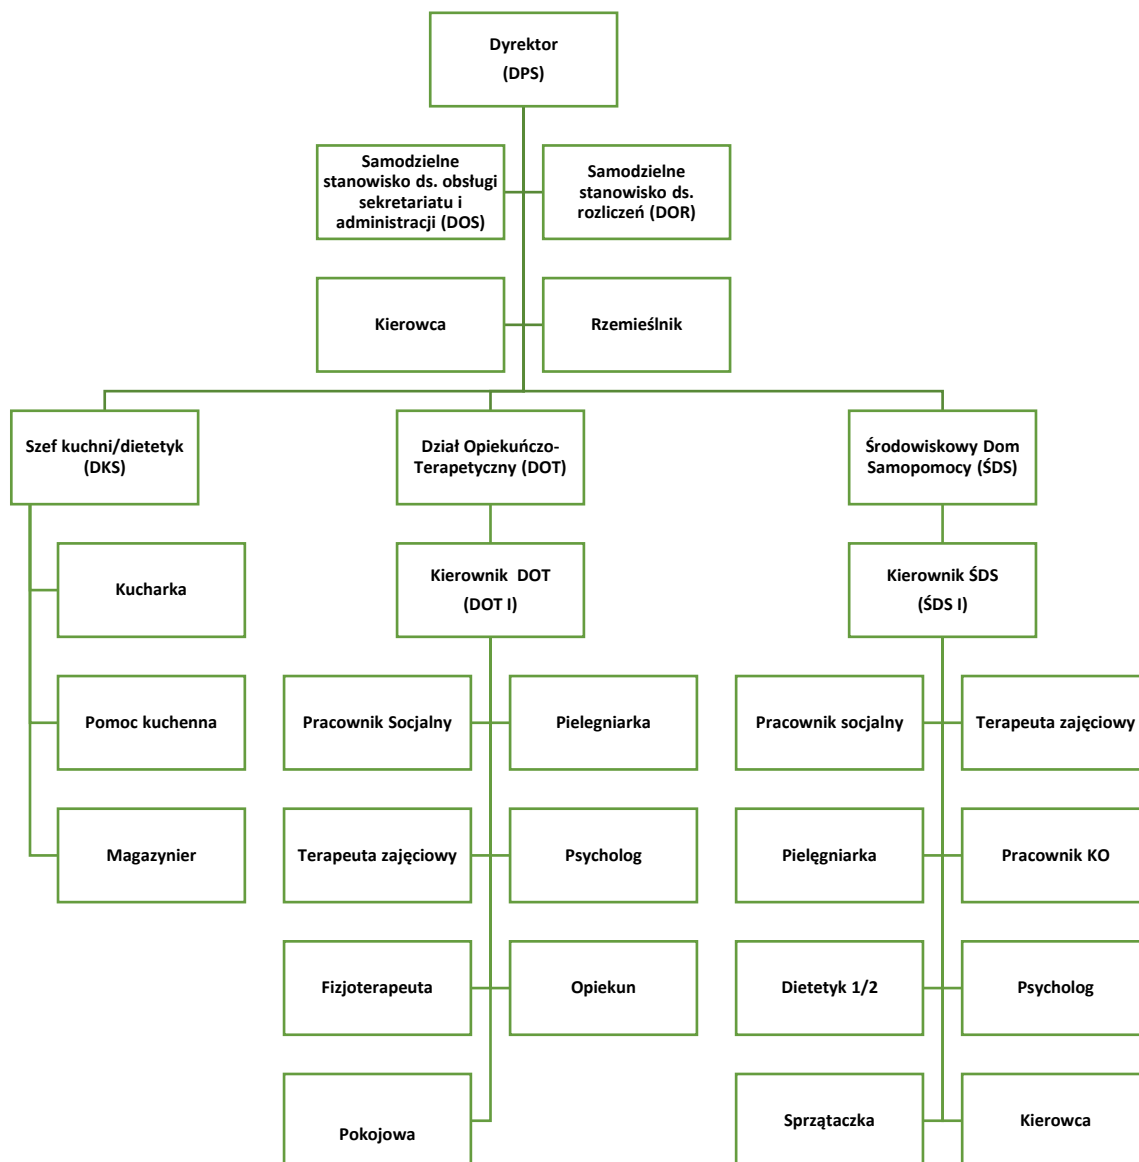 Dyrektor
(DPS)
Samodzielne
stanowisko ds. obsługi
sekretariatu i
administracji (DOS)
Samodzielne
stanowisko ds.
rozliczeń (DOR)
Kierowca
Rzemieślnik
Szef kuchni/dietetyk
(DKS)
Dział Opiekuńczo-
Terapetyczny (DOT)
Środowiskowy Dom
Samopomocy (ŚDS)
Kucharka
Kierownik DOT
(DOT I)
Kierownik ŚDS
(ŚDS I)
Pomoc kuchenna
Pracownik Socjalny
Pielegniarka
Pracownik socjalny
Terapeuta zajęciowy
Magazynier
Terapeuta zajęciowy
Psycholog
Pielęgniarka
Pracownik KO
Fizjoterapeuta
Opiekun
Dietetyk 1/2
Psycholog
Pokojowa
Sprzątaczka
Kierowca